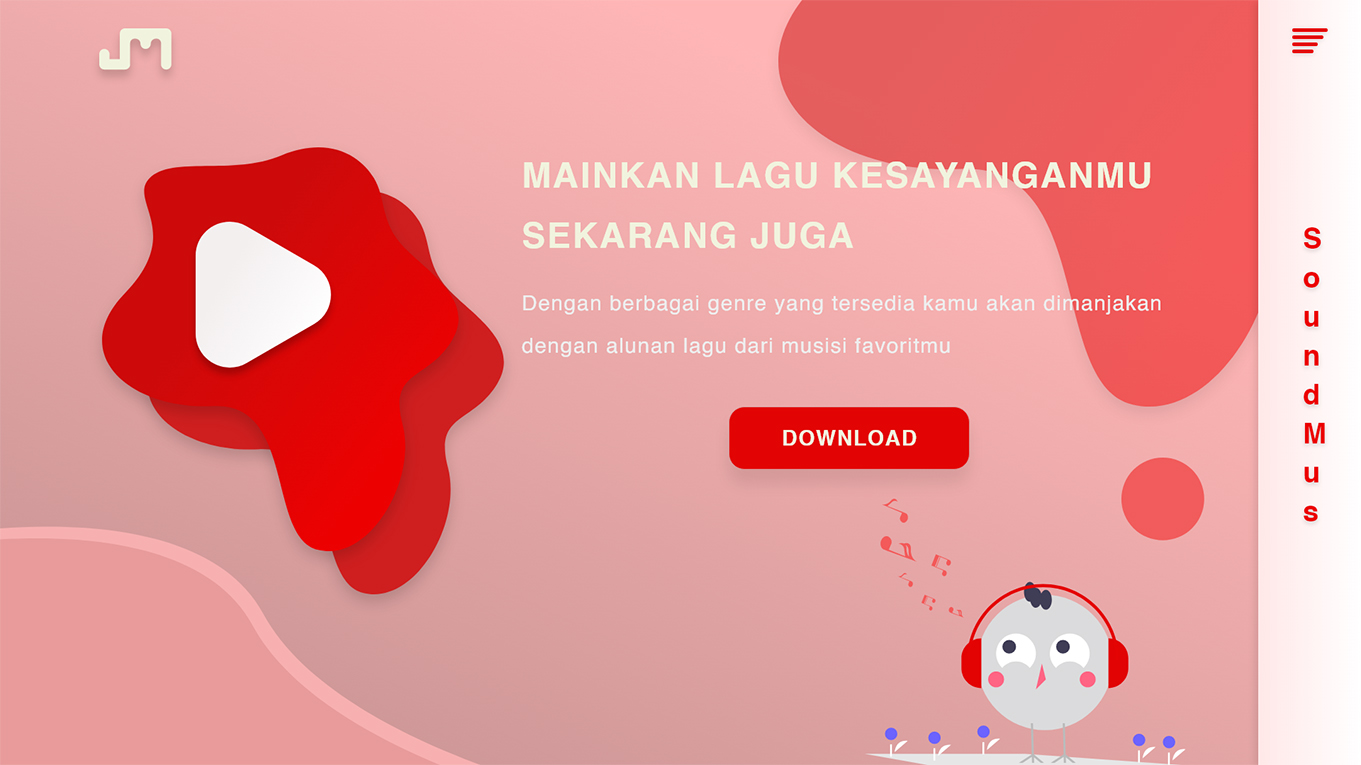 JM
MAINKAN LAGU KESAYANGANMU
SEKARANG JUGA
Dengan berbagai genre yang tersedia kamu akan dimanjakan
dengan alunan lagu dari musisi favoritmu
DOWNLOAD
SoundMus